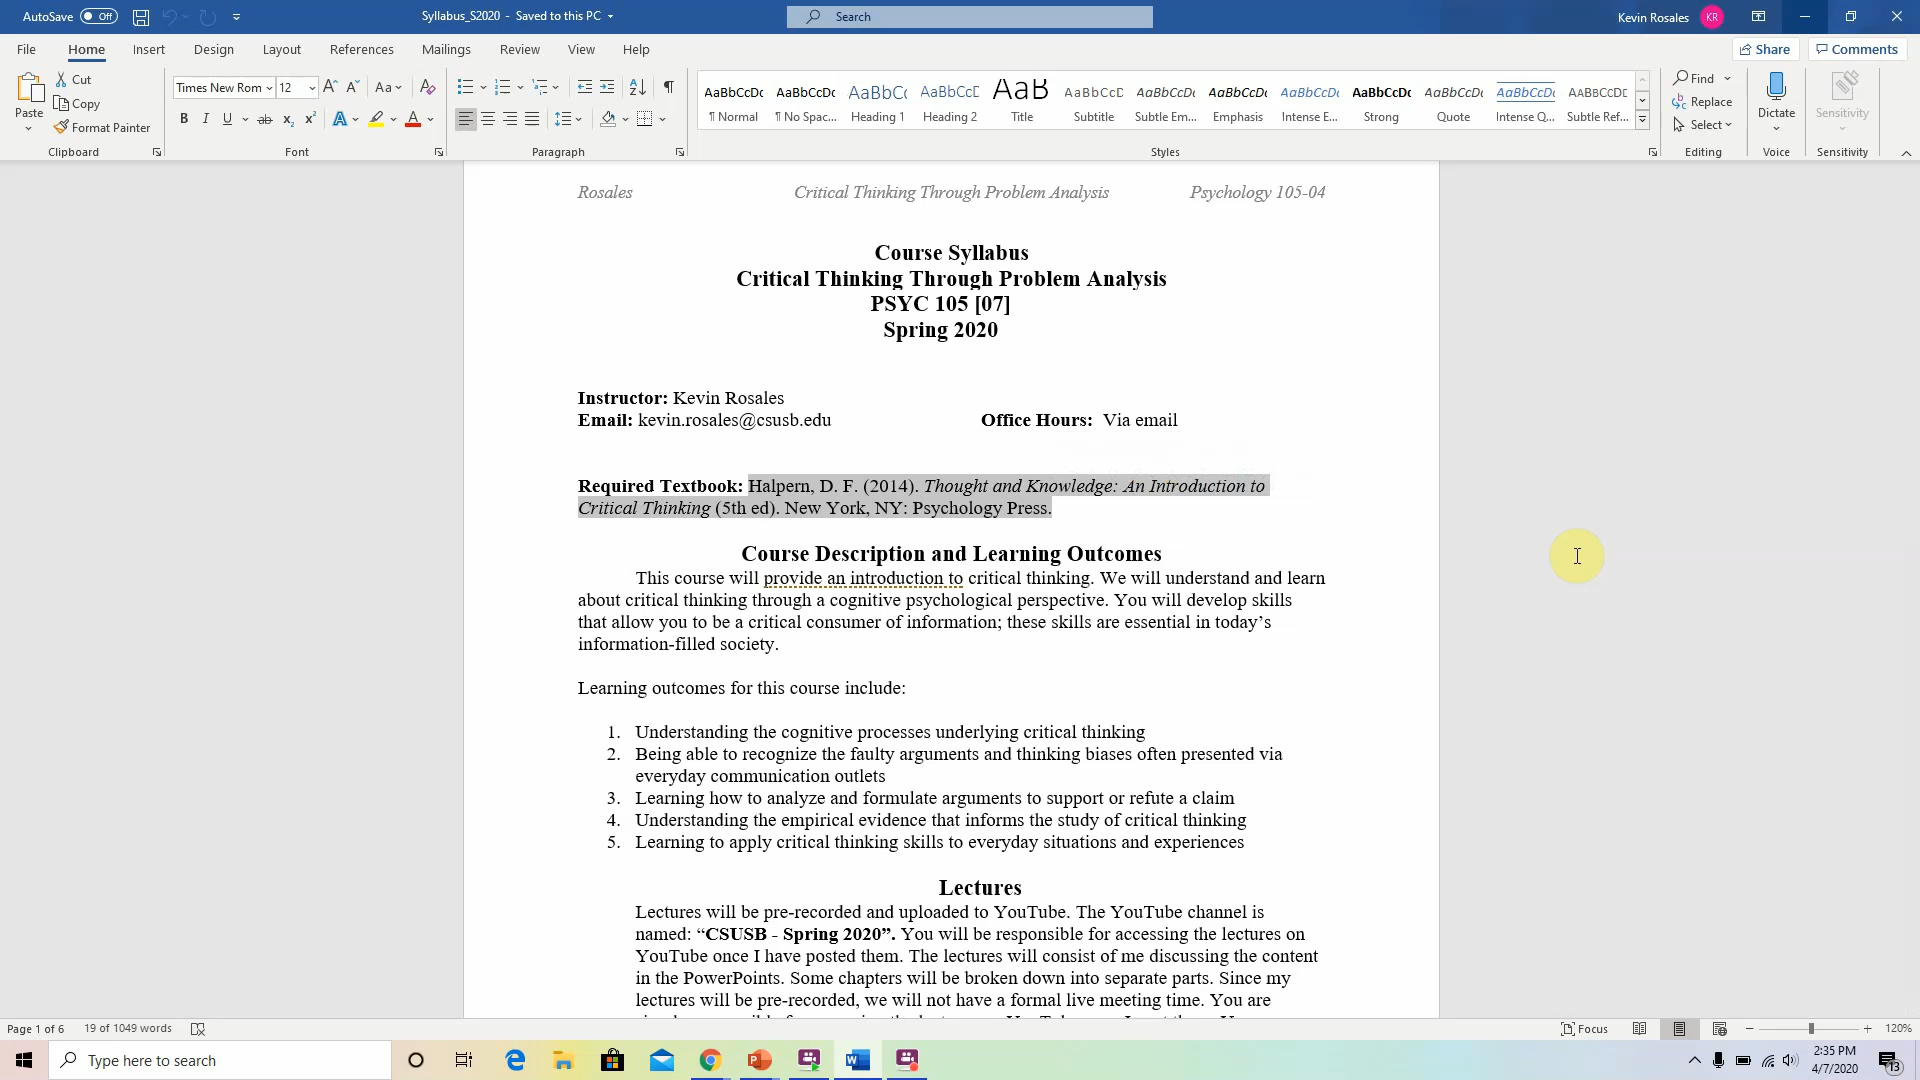 AutoSave Off Syllabus_S2020 - Saved to this PC Search Kevin Rosales KR
File Home Insert Design Layout References Mailings Review View Help Share Comments
Paste Cut Copy Format Painter Clipboard
Times New Rom 12 Aa Font
Paragraph
AaBbCcDc AaBbCcDc AaBbCc AaBbCcD AaB AaBbCcD AaBbCcDc AaBbCcDc AaBbCcDc AaBbCcDc AaBbCcDc AaBbCcDc AaBbCcDc
¶ Normal ¶ No Spac... Heading 1 Heading 2 Title Subtitle Subtle Em... Emphasis Intense E... Strong Quote Intense Q... Subtle Ref...
Styles
Find Replace Select Editing
Dictate Voice
Sensitivity Sensitivity
Rosales Critical Thinking Through Problem Analysis Psychology 105-04
Course Syllabus
Critical Thinking Through Problem Analysis
PSYC 105 [07]
Spring 2020
Instructor: Kevin Rosales
Email: kevin.rosales@csusb.edu Office Hours: Via email
Required Textbook: Halpern, D. F. (2014). Thought and Knowledge: An Introduction to
Critical Thinking (5th ed). New York, NY: Psychology Press.
Course Description and Learning Outcomes
This course will provide an introduction to critical thinking. We will understand and learn
about critical thinking through a cognitive psychological perspective. You will develop skills
that allow you to be a critical consumer of information; these skills are essential in today’s
information-filled society.
Learning outcomes for this course include:
1. Understanding the cognitive processes underlying critical thinking
2. Being able to recognize the faulty arguments and thinking biases often presented via
everyday communication outlets
3. Learning how to analyze and formulate arguments to support or refute a claim
4. Understanding the empirical evidence that informs the study of critical thinking
5. Learning to apply critical thinking skills to everyday situations and experiences
Lectures
Lectures will be pre-recorded and uploaded to YouTube. The YouTube channel is
named: “CSUSB - Spring 2020”. You will be responsible for accessing the lectures on
YouTube once I have posted them. The lectures will consist of me discussing the content
in the PowerPoints. Some chapters will be broken down into separate parts. Since my
lectures will be pre-recorded, we will not have a formal live meeting time. You are
Page 1 of 6 19 of 1049 words Focus 120%
Type here to search 2:35 PM
4/7/2020 13